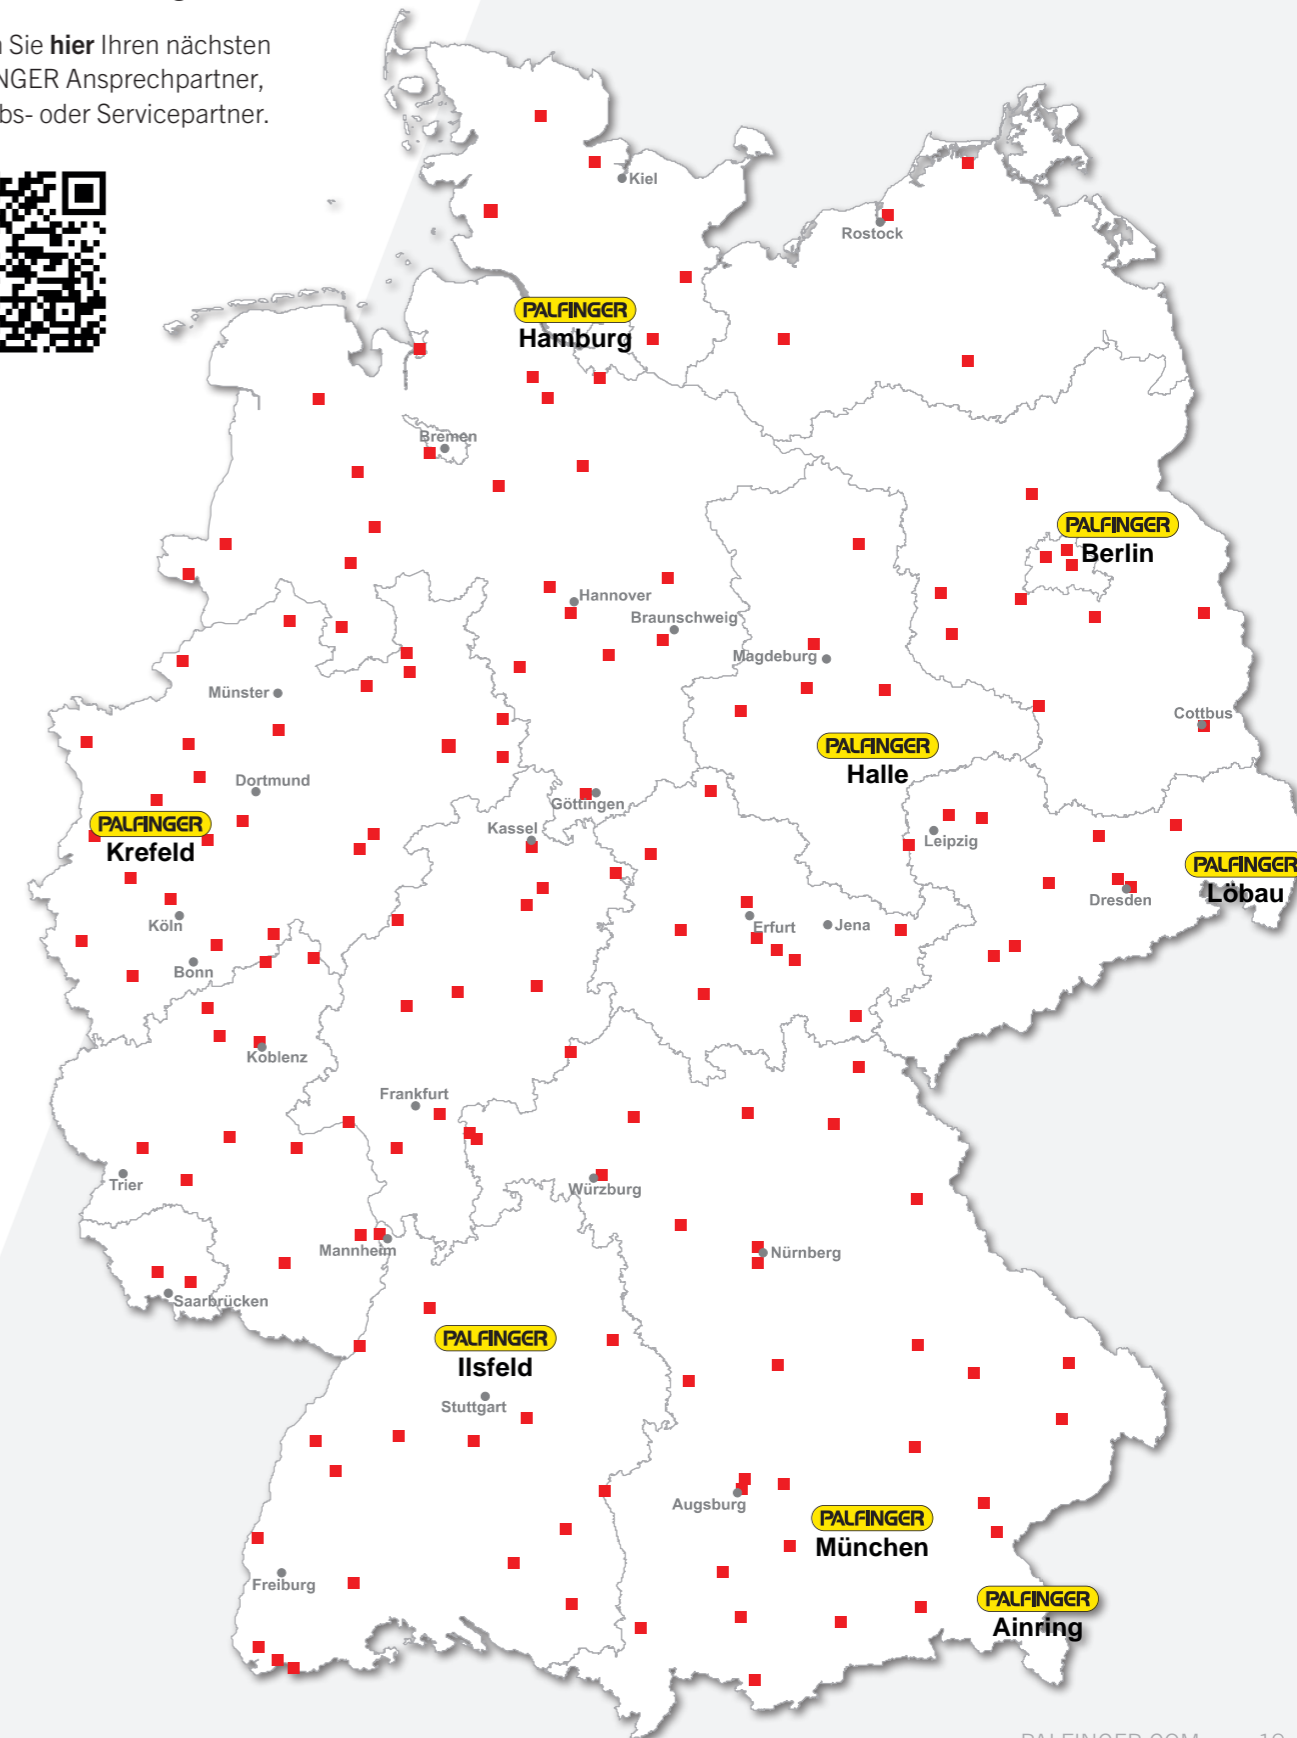 Sie hier Ihren nächsten
NGER Ansprechpartner,
bs- oder Servicepartner.
Kiel
Rostock
PALFINGER
Hamburg
Bremen
PALFINGER
Berlin
Hannover
Braunschweig
Magdeburg
Münster
Cottbus
PALFINGER
Halle
Dortmund
Göttingen
PALFINGER
Krefeld
Kassel
Leipzig
PALFINGER
Löbau
Dresden
Köln
Erfurt
Jena
Bonn
Koblenz
Frankfurt
Trier
Würzburg
Mannheim
Nürnberg
Saarbrücken
PALFINGER
Ilsfeld
Stuttgart
Augsburg
PALFINGER
München
Freiburg
PALFINGER
Ainring
PALFINGER.COM